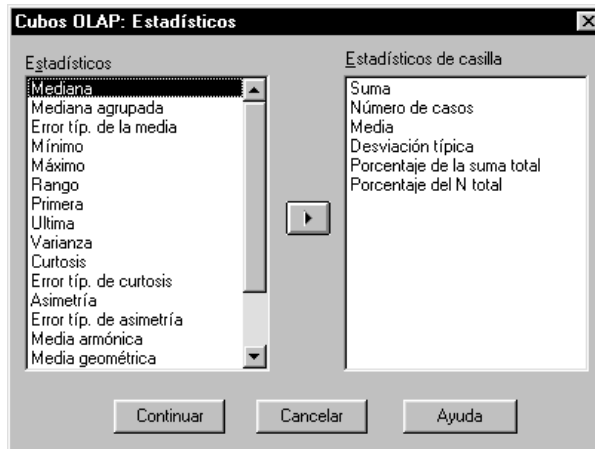 Cubos OLAP: Estadísticos
Estadísticos
Mediana
Mediana agrupada
Error típ. de la media
Mínimo
Máximo
Rango
Primera
Ultima
Varianza
Curtosis
Error típ. de curtosis
Asimetría
Error típ. de asimetría
Media armónica
Media geométrica
Estadísticos de casilla
Suma
Número de casos
Media
Desviación típica
Porcentaje de la suma total
Porcentaje del N total
Continuar
Cancelar
Ayuda